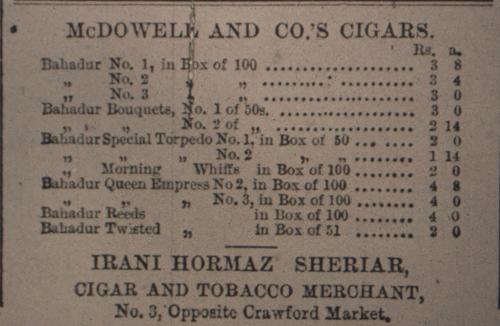 McDOWELL AND CO.'S CIGARS.
Rs. a.
Bahadur No. 1, in Box of 100 .................. 3 8
„ No. 2 „ „ .................. 3 4
„ No. 3 „ „ .................. 3 0
Bahadur Bouquets, No. 1 of 50s. .............. 3 0
„ „ No. 2 of „ .............. 2 14
Bahadur Special Torpedo No. 1, in Box of 50 ... 2 0
„ „ „ No. 2 „ „ ...... 1 14
„ Morning Whiffs in Box of 100 ........ 2 0
Bahadur Queen Empress No 2, in Box of 100 ..... 4 8
„ „ „ No. 3, in Box of 100 ........ 4 0
Bahadur Reeds in Box of 100 ........ 4 0
Bahadur Twisted „ in Box of 51 ........ 2 0
IRANI HORMAZ SHERIAR,
CIGAR AND TOBACCO MERCHANT,
No. 3, Opposite Crawford Market.